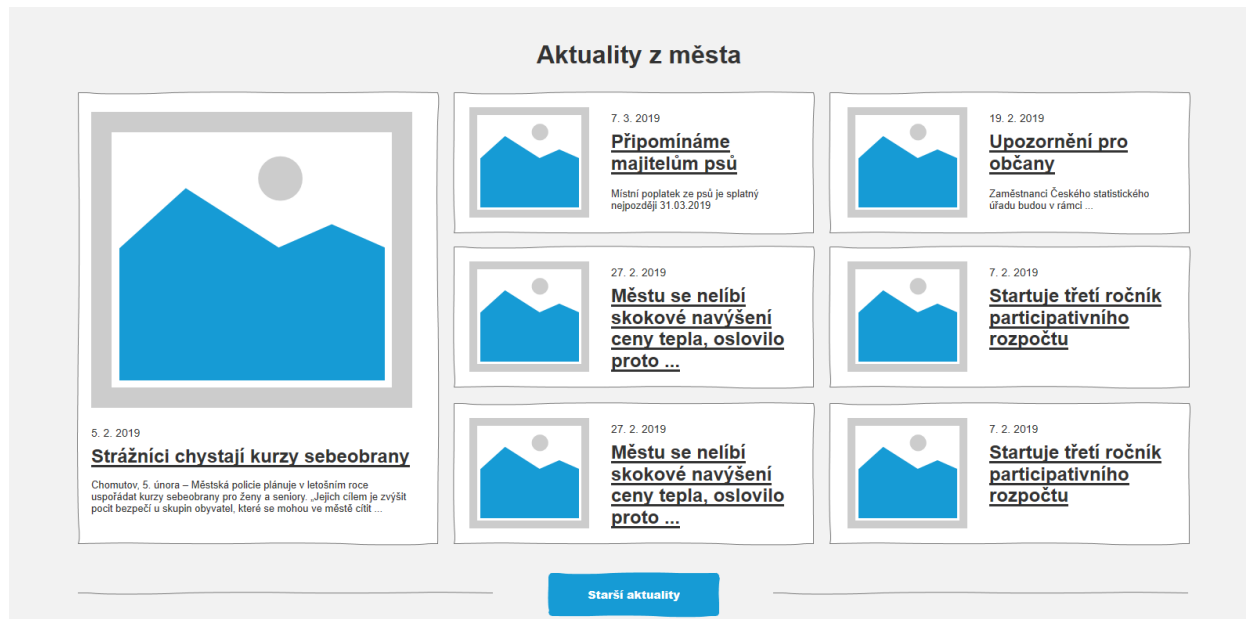 Aktuality z města
5. 2. 2019
Strážníci chystají kurzy sebeobrany
Chomutov, 5. února – Městská policie plánuje v letošním roce
uspořádat kurzy sebeobrany pro ženy a seniory. „Jejich cílem je zvýšit
pocit bezpečí u skupin obyvatel, které se mohou ve městě cítit ...
7. 3. 2019
Připomínáme
majitelům psů
Místní poplatek ze psů je splatný
nejpozději 31.03.2019
19. 2. 2019
Upozornění pro
občany
Zaměstnanci Českého statistického
úřadu budou v rámci ...
27. 2. 2019
Městu se nelíbí
skokové navýšení
ceny tepla, oslovilo
proto ...
7. 2. 2019
Startuje třetí ročník
participativního
rozpočtu
27. 2. 2019
Městu se nelíbí
skokové navýšení
ceny tepla, oslovilo
proto ...
7. 2. 2019
Startuje třetí ročník
participativního
rozpočtu
Starší aktuality